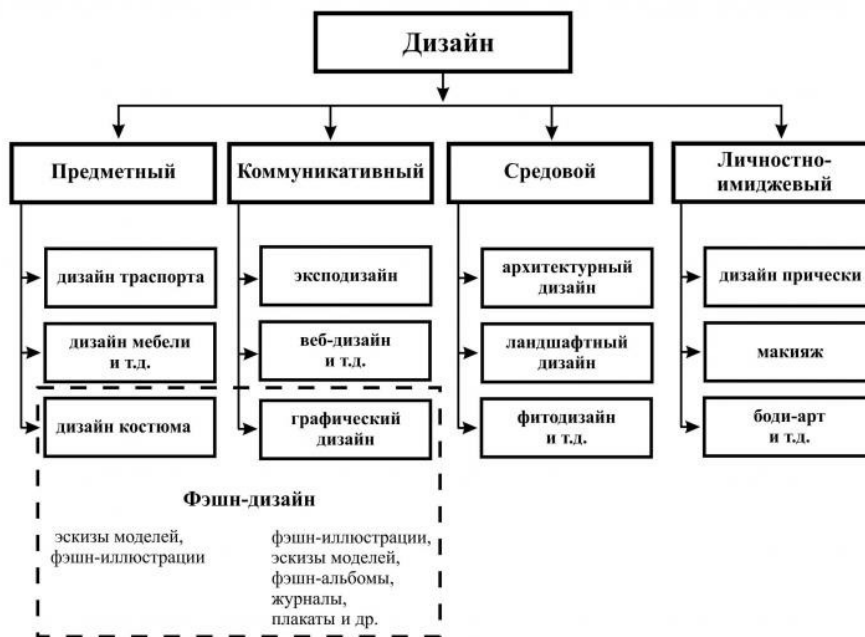 Дизайн
Предметный
Коммуникативный
Средовой
Личностно-
имиджевый
дизайн траспорта
дизайн мебели
и т.д.
дизайн костюма
эксподизайн
веб-дизайн
и т.д.
графический
дизайн
архитектурный
дизайн
ландшафтный
дизайн
фитодизайн
и т.д.
дизайн прически
макияж
боди-арт
и т.д.
Фэшн-дизайн
эскизы моделей,
фэшн-иллюстрации
фэшн-иллюстрации,
эскизы моделей,
фэшн-альбомы,
журналы,
плакаты и др.